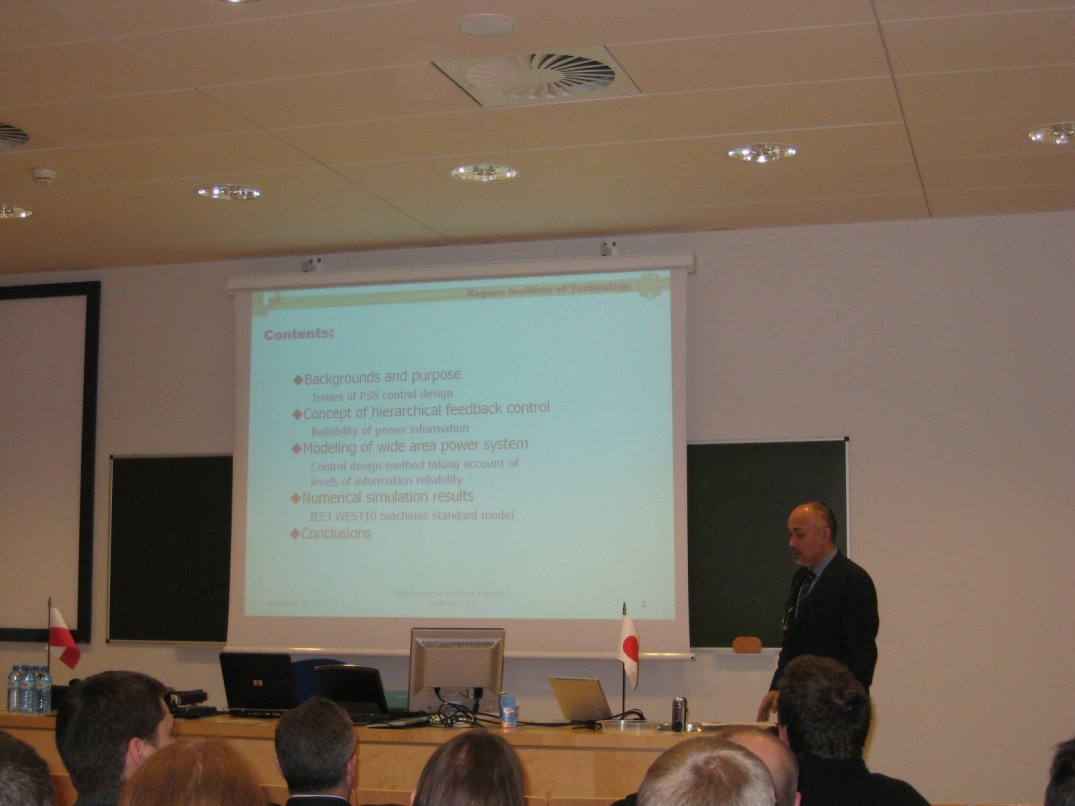 Nagoya Institute of Technology
Contents:
◆Backgrounds and purpose
Issues of PSS control design
◆Concept of hierarchical feedback control
Reliability of power information
◆Modeling of wide area power system
Control design method taking account of
levels of information reliability
◆Numerical simulation results
IEEJ WEST10 machines standard model
◆Conclusions
2
hp